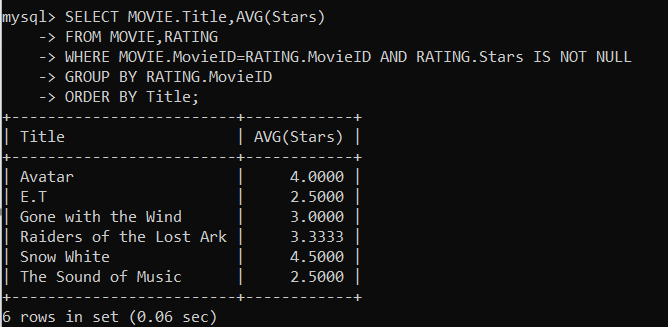 mysql> SELECT MOVIE.Title,AVG(Stars)
    -> FROM MOVIE,RATING
    -> WHERE MOVIE.MovieID=RATING.MovieID AND RATING.Stars IS NOT NULL
    -> GROUP BY RATING.MovieID
    -> ORDER BY Title;
+-------------------------+------------+
| Title                   | AVG(Stars) |
+-------------------------+------------+
| Avatar                  |     4.0000 |
| E.T                     |     2.5000 |
| Gone with the Wind      |     3.0000 |
| Raiders of the Lost Ark |     3.3333 |
| Snow White              |     4.5000 |
| The Sound of Music      |     2.5000 |
+-------------------------+------------+
6 rows in set (0.06 sec)